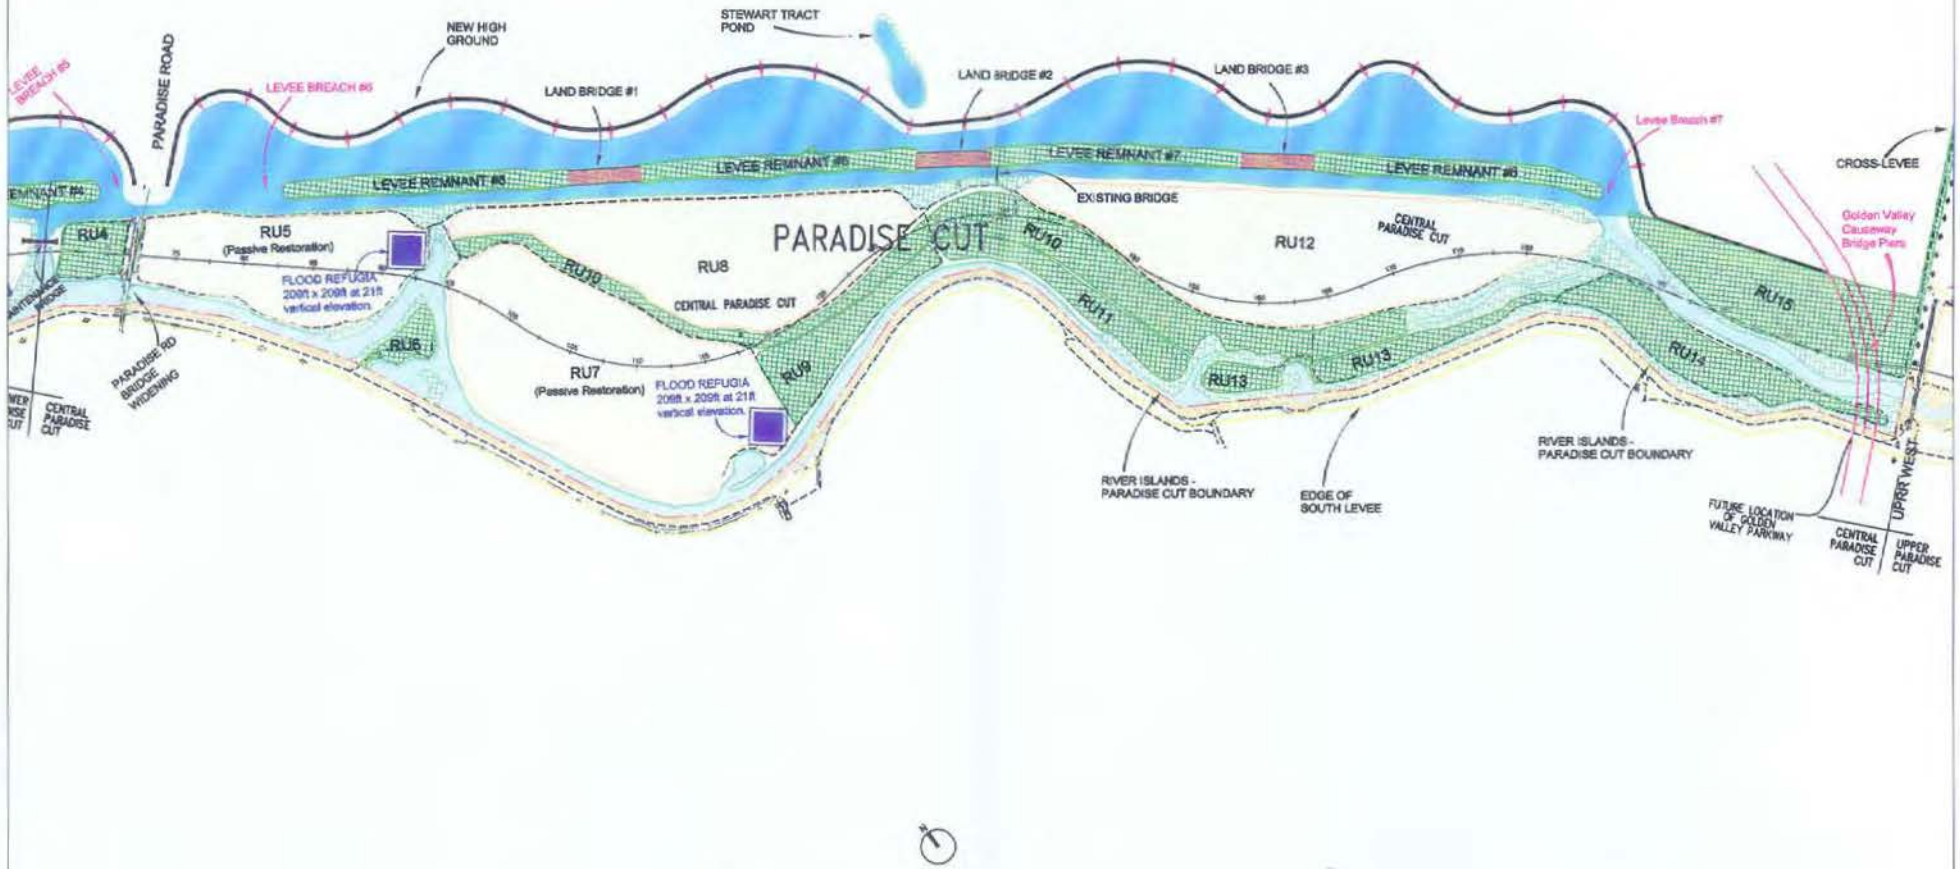 STEWART TRACT
POND
NEW HIGH
GROUND
PARADISE ROAD
LEVEE
BREACH #5
LEVEE BREACH #6
LAND BRIDGE #1
LAND BRIDGE #2
LAND BRIDGE #3
Levee Breach #7
CROSS-LEVEE
EMNANT #4
LEVEE REMNANT #5
LEVEE REMNANT #6
LEVEE REMNANT #7
LEVEE REMNANT #8
EXISTING BRIDGE
Golden Valley
Causeway
Bridge Piers
RU4
RU5
(Passive Restoration)
PARADISE CUT
RU10
CENTRAL
PARADISE CUT
RU12
RU8
RU10
CENTRAL PARADISE CUT
FLOOD REFUGIA
209ft x 209ft at 21ft
vertical elevation.
RU15
RU11
RU6
RU14
RU13
RU13
RU7
(Passive Restoration)
RU9
FLOOD REFUGIA
209ft x 209ft at 21ft
vertical elevation.
PARADISE RD
BRIDGE
WIDENING
CENTRAL
PARADISE
CUT
RIVER ISLANDS -
PARADISE CUT BOUNDARY
RIVER ISLANDS -
PARADISE CUT BOUNDARY
EDGE OF
SOUTH LEVEE
FUTURE LOCATION
OF GOLDEN
VALLEY PARKWAY
UPRR WEST
CENTRAL
PARADISE
CUT
UPPER
PARADISE
CUT
N